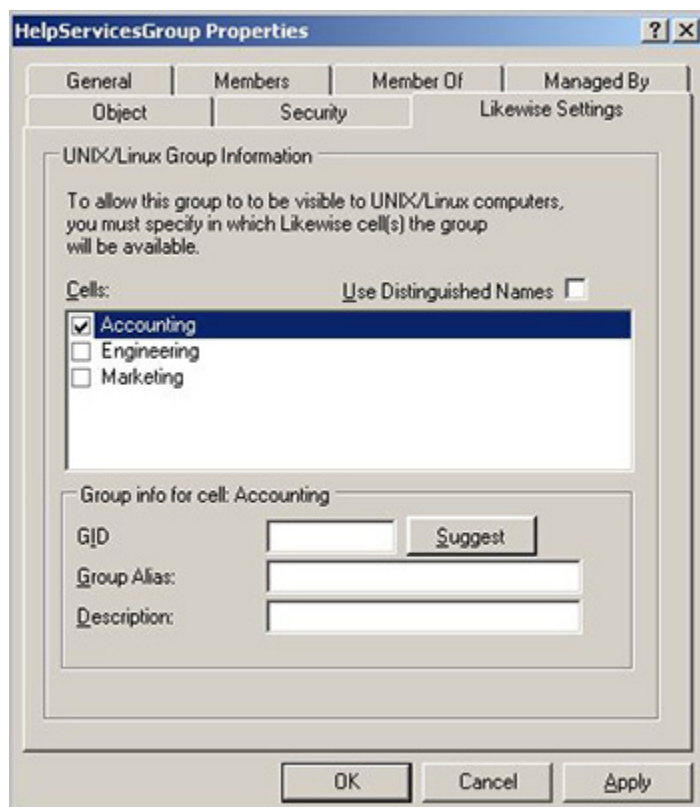 HelpServicesGroup Properties
General Members Member Of Managed By
Object Security Likewise Settings
UNIX/Linux Group Information
To allow this group to to be visible to UNIX/Linux computers,
you must specify in which Likewise cell(s) the group
will be available.
Cells: Use Distinguished Names
Accounting
Engineering
Marketing
Group info for cell: Accounting
GID Suggest
Group Alias:
Description:
OK Cancel Apply